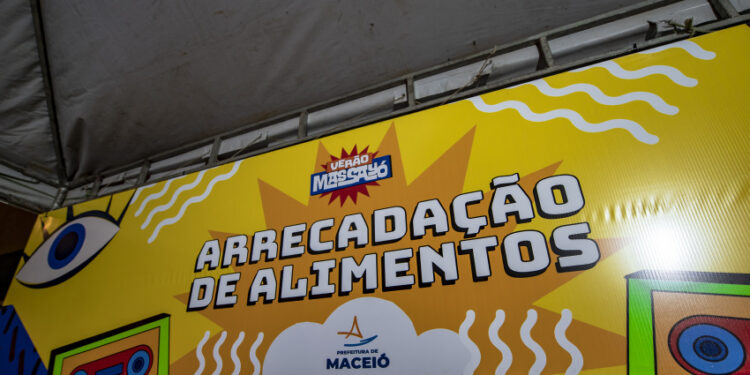 VERÃO
MASSAYÓ
ARRECADAÇÃO
DE ALIMENTOS
PREFEITURA DE
MACEIÓ